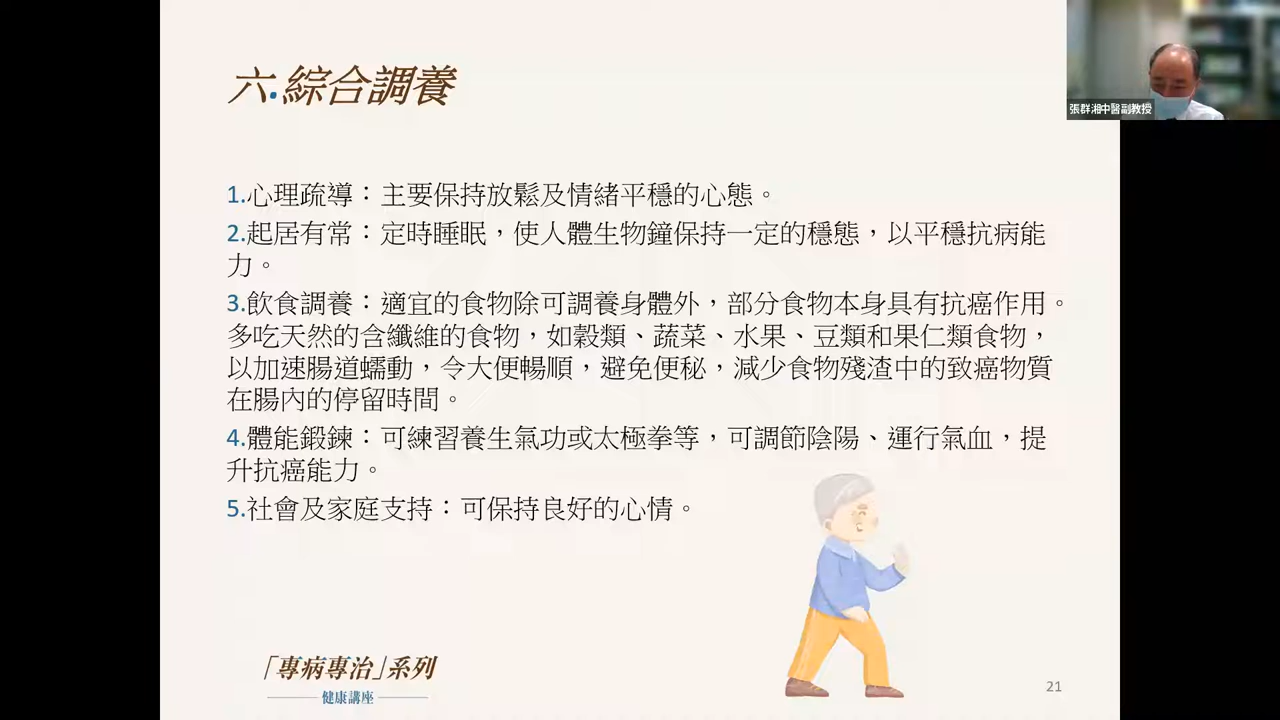 六.綜合調養
張群湘中醫副教授
1.心理疏導：主要保持放鬆及情緒平穩的心態。
2.起居有常：定時睡眠，使人體生物鐘保持一定的穩態，以平穩抗病能
力。
3.飲食調養：適宜的食物除可調養身體外，部分食物本身具有抗癌作用。
多吃天然的含纖維的食物，如穀類、蔬菜、水果、豆類和果仁類食物，
以加速腸道蠕動，令大便暢順，避免便秘，減少食物殘渣中的致癌物質
在腸內的停留時間。
4.體能鍛鍊：可練習養生氣功或太極拳等，可調節陰陽、運行氣血，提
升抗癌能力。
5.社會及家庭支持：可保持良好的心情。
「專病專治」系列
健康講座
21